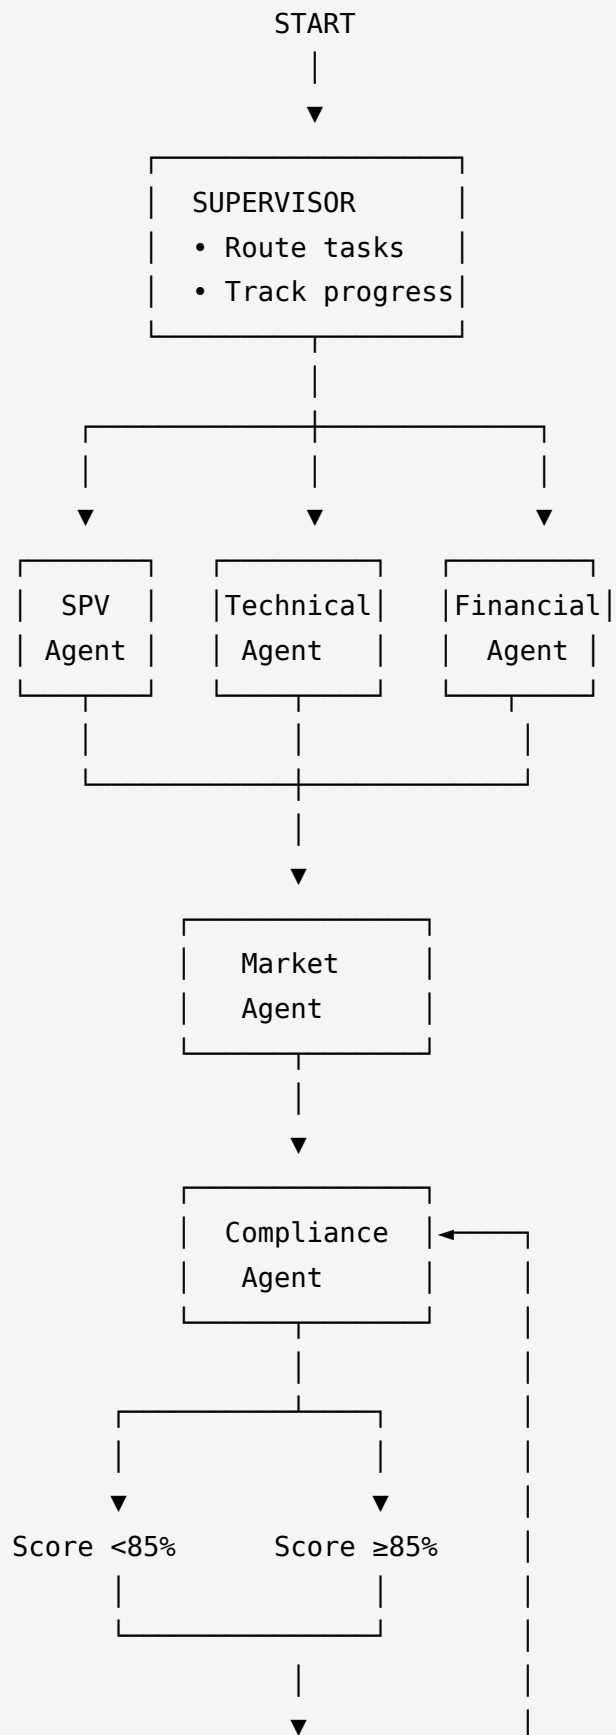 START
SUPERVISOR
• Route tasks
• Track progress
SPV Technical Financial
Agent Agent Agent
Market
Agent
Compliance
Agent
Score <85% Score ≥85%